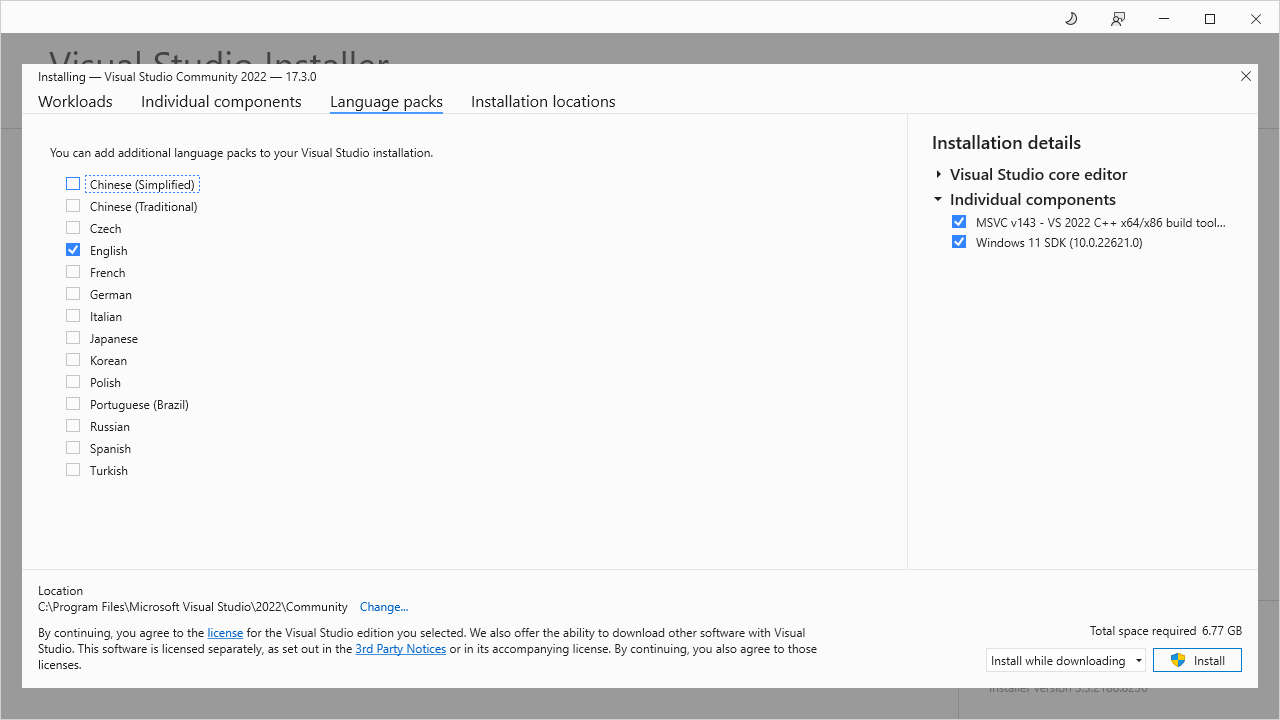 Visual Studio Installer
Installing — Visual Studio Community 2022 — 17.3.0
Workloads Individual components Language packs Installation locations
You can add additional language packs to your Visual Studio installation.
Chinese (Simplified)
Chinese (Traditional)
Czech
English
French
German
Italian
Japanese
Korean
Polish
Portuguese (Brazil)
Russian
Spanish
Turkish
Installation details
Visual Studio core editor
Individual components
MSVC v143 - VS 2022 C++ x64/x86 build tool...
Windows 11 SDK (10.0.22621.0)
Location
C:\Program Files\Microsoft Visual Studio\2022\Community Change...
By continuing, you agree to the license for the Visual Studio edition you selected. We also offer the ability to download other software with Visual
Studio. This software is licensed separately, as set out in the 3rd Party Notices or in its accompanying license. By continuing, you also agree to those
licenses.
Total space required 6.77 GB
Install while downloading Install